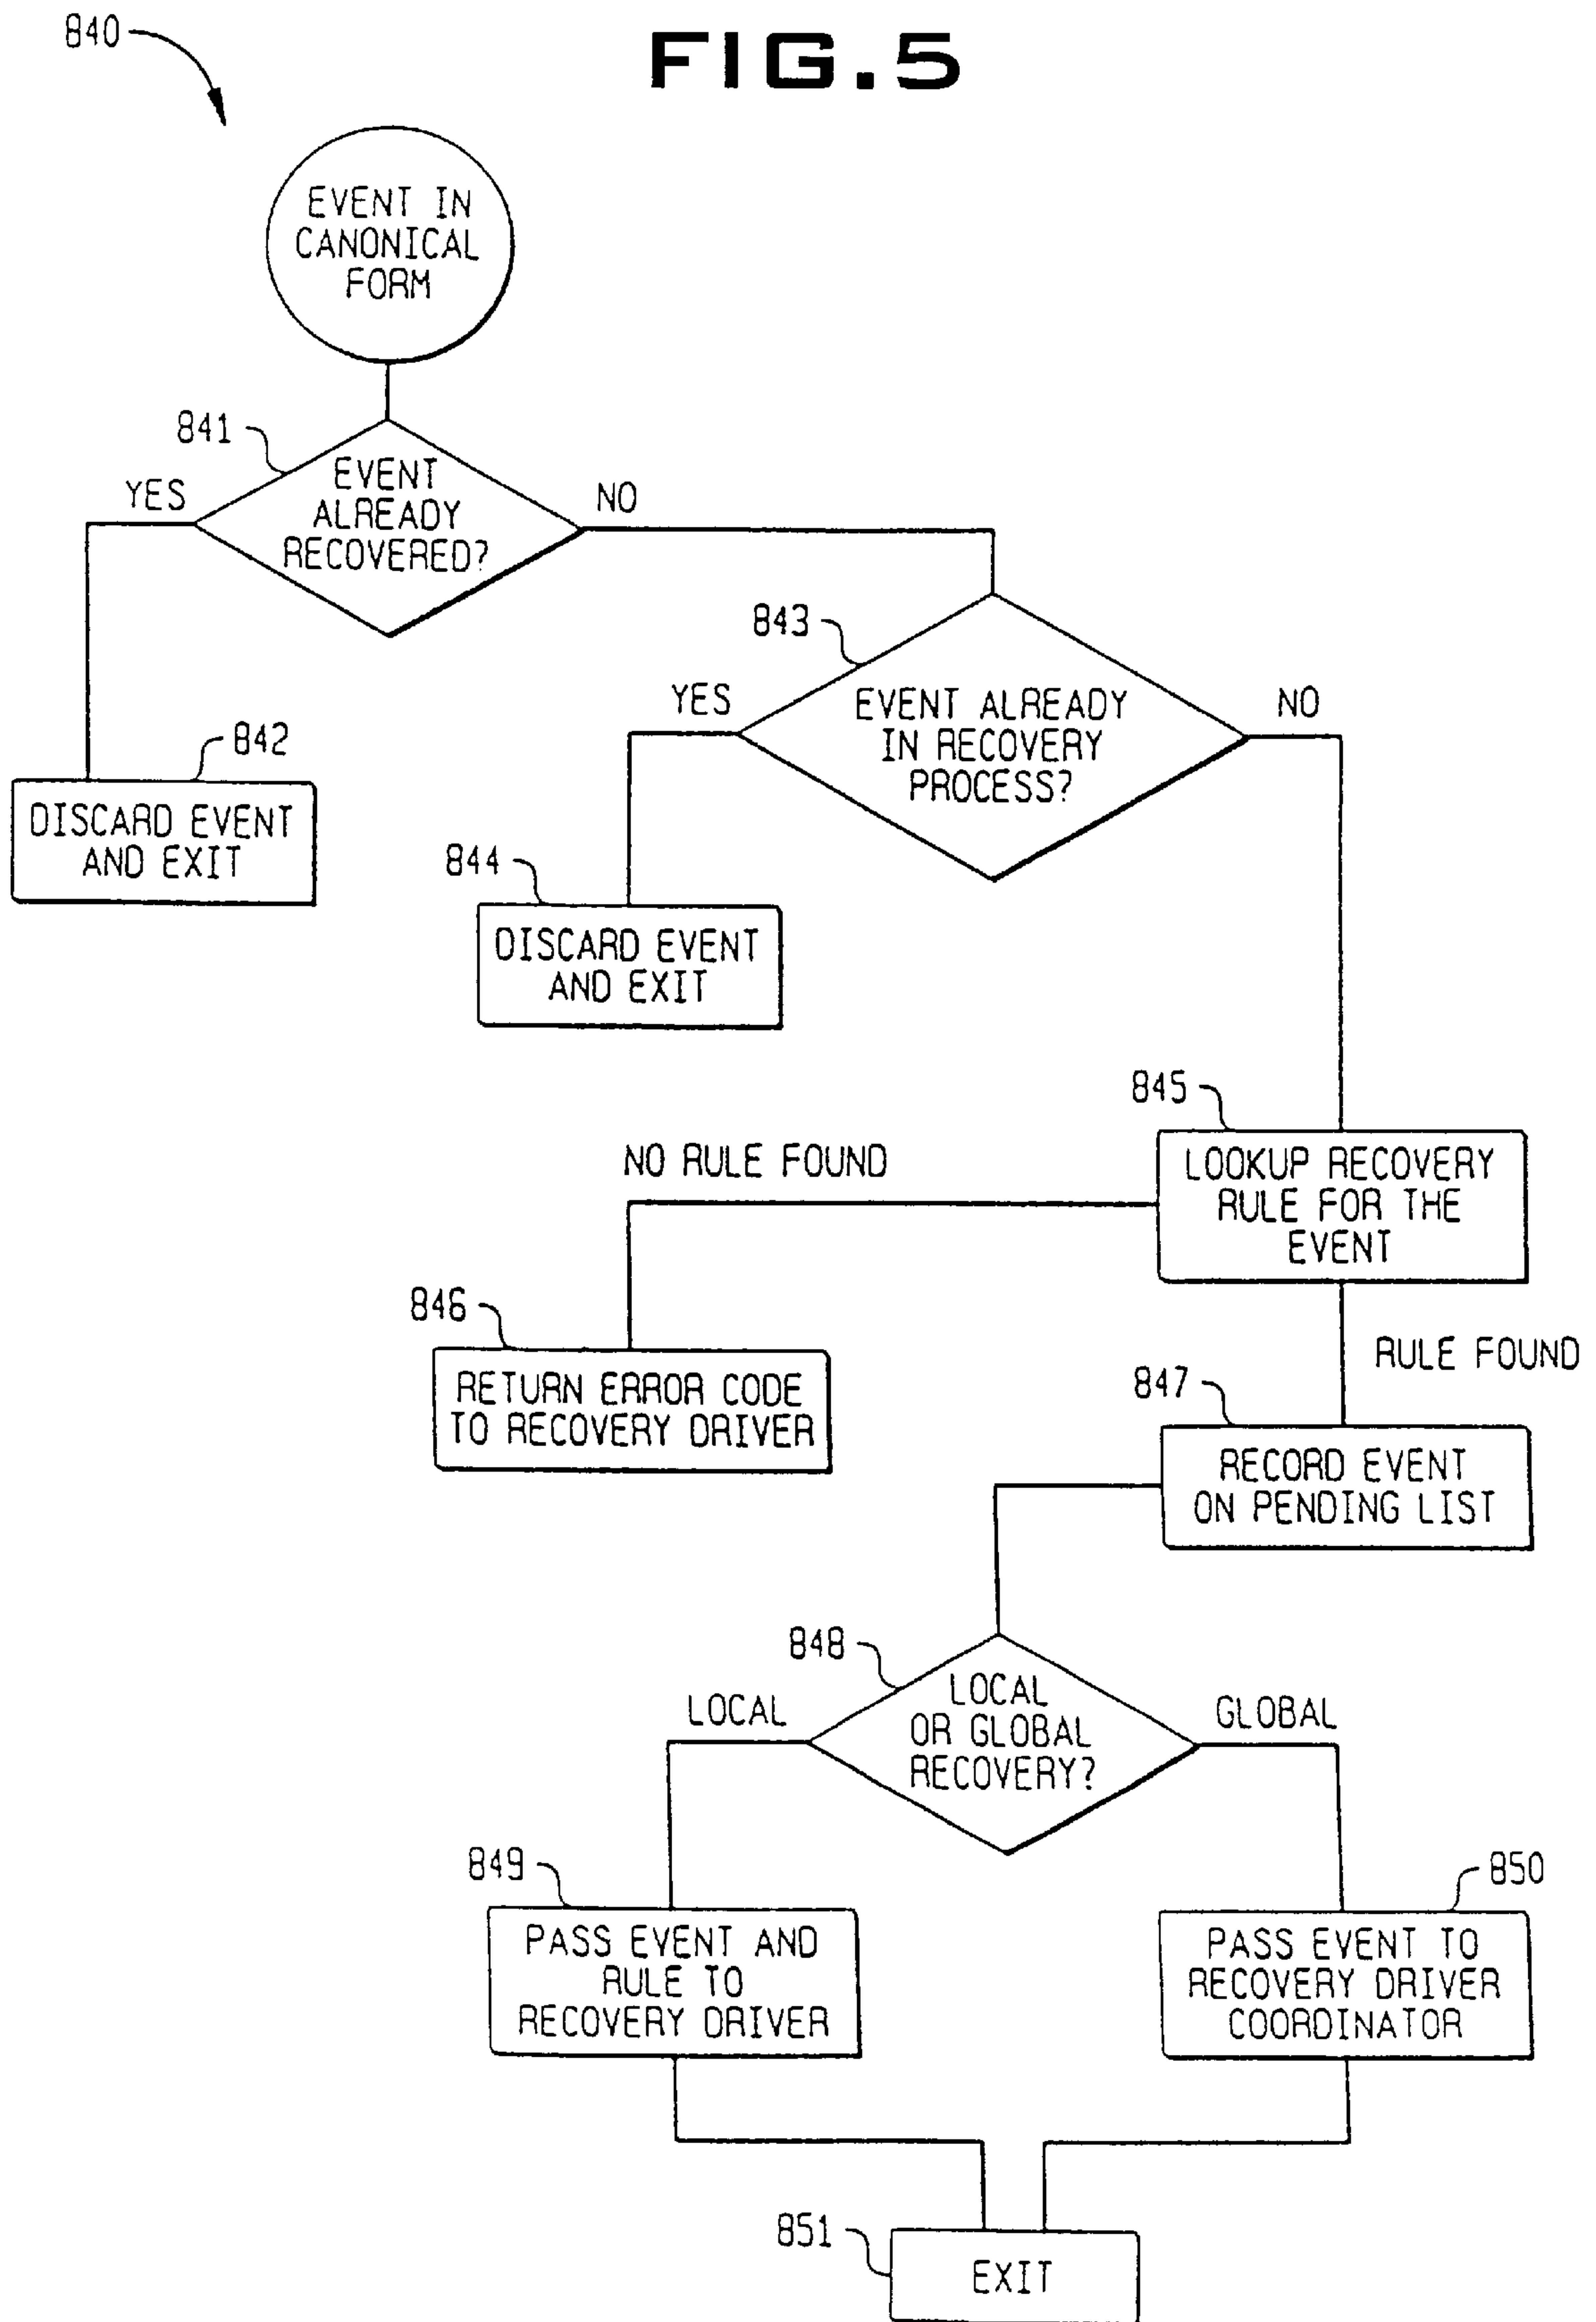 840
FIG.5
EVENT IN
CANONICAL
FORM
841
YES
EVENT
ALREADY
RECOVERED?
NO
843
YES
EVENT ALREADY
IN RECOVERY
PROCESS?
NO
842
DISCARD EVENT
AND EXIT
844
DISCARD EVENT
AND EXIT
845
NO RULE FOUND
LOOKUP RECOVERY
RULE FOR THE
EVENT
846
RETURN ERROR CODE
TO RECOVERY DRIVER
RULE FOUND
847
RECORD EVENT
ON PENDING LIST
848
LOCAL
LOCAL
OR GLOBAL
RECOVERY?
GLOBAL
849
PASS EVENT AND
RULE TO
RECOVERY DRIVER
850
PASS EVENT TO
RECOVERY DRIVER
COORDINATOR
851
EXIT